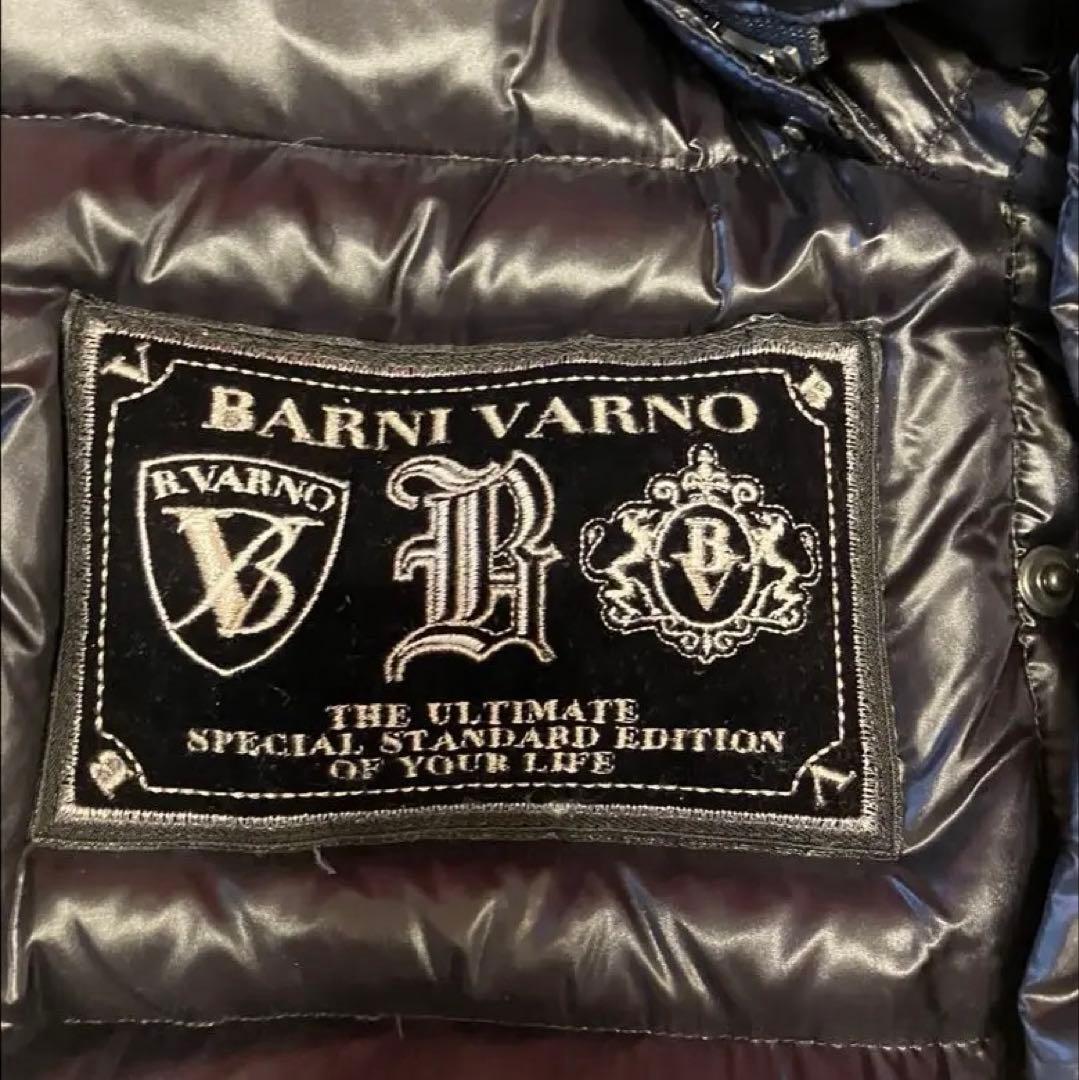 V B
BARNI VARNO
B.VARNO
VB
B
B
V
THE ULTIMATE
SPECIAL STANDARD EDITION
OF YOUR LIFE
B V